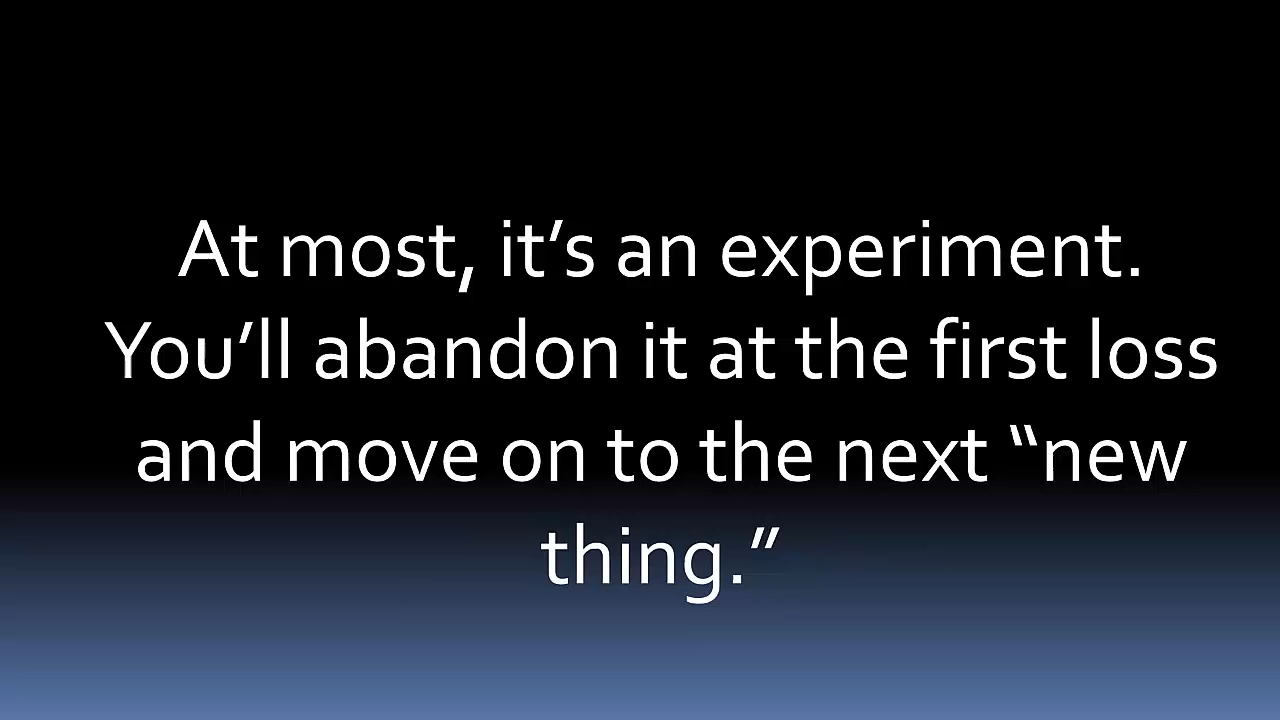 At most, it’s an experiment.
You’ll abandon it at the first loss
and move on to the next “new
thing.”